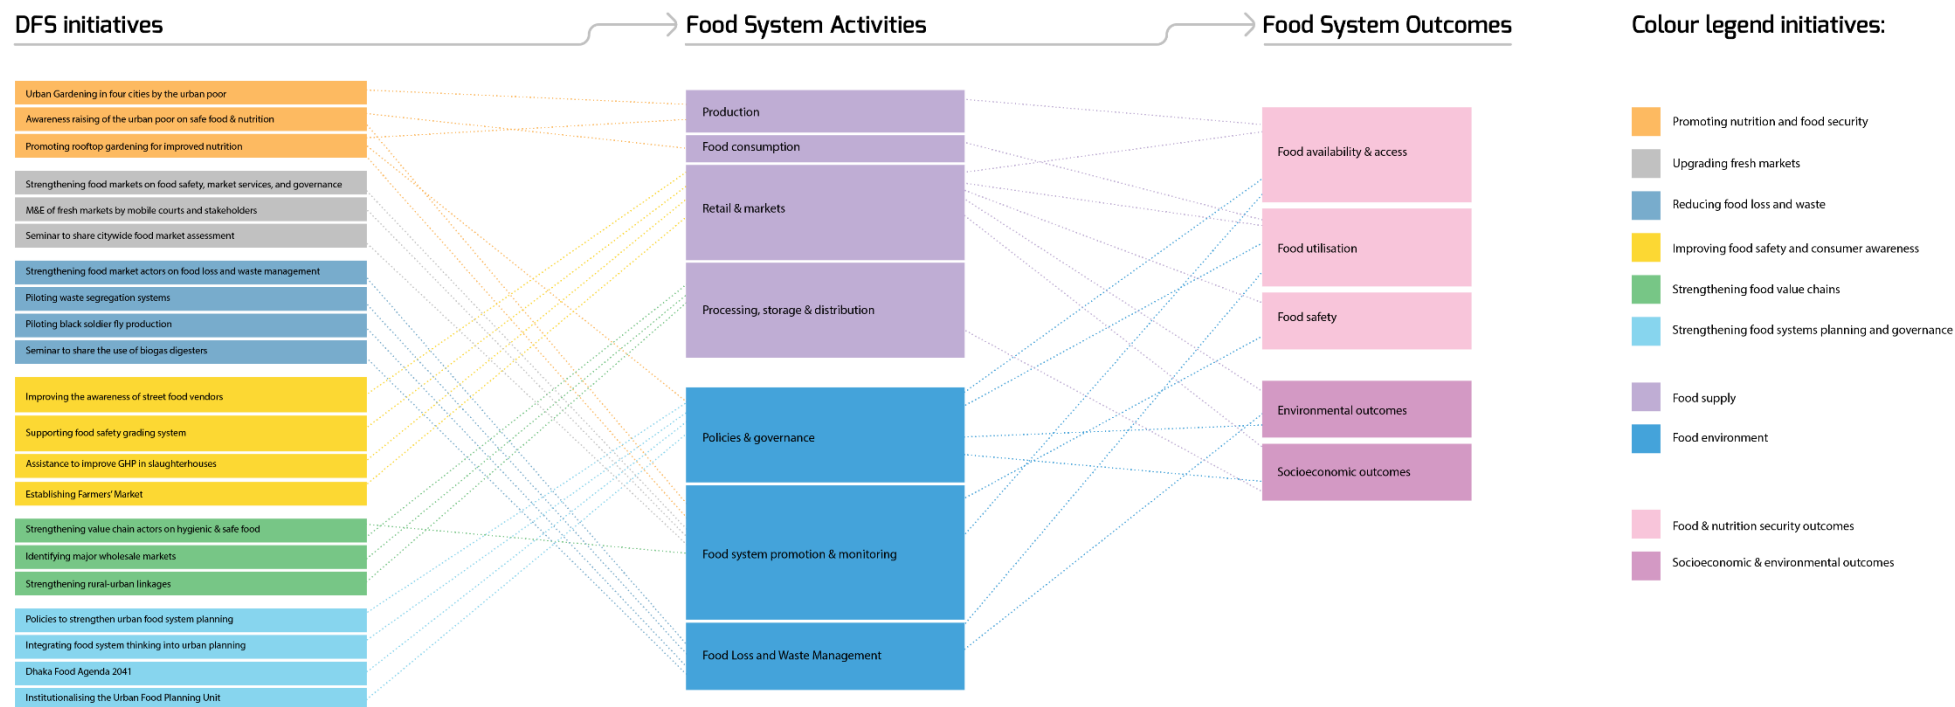 DFS initiatives
Food System Activities
Food System Outcomes
Colour legend initiatives:
Urban Gardening in four cities by the urban poor
Awareness raising of the urban poor on safe food & nutrition
Promoting rooftop gardening for improved nutrition
Strengthening food markets on food safety, market services, and governance
M&E of fresh markets by mobile courts and stakeholders
Seminar to share citywide food market assessment
Strengthening food market actors on food loss and waste management
Piloting waste segregation systems
Piloting black soldier fly production
Seminar to share the use of biogas digesters
Improving the awareness of street food vendors
Supporting food safety grading system
Assistance to improve GHP in slaughterhouses
Establishing Farmers' Market
Strengthening value chain actors on hygienic & safe food
Identifying major wholesale markets
Strengthening rural-urban linkages
Policies to strengthen urban food system planning
Integrating food system thinking into urban planning
Dhaka Food Agenda 2041
Institutionalising the Urban Food Planning Unit
Production
Food consumption
Retail & markets
Processing, storage & distribution
Policies & governance
Food system promotion & monitoring
Food Loss and Waste Management
Food availability & access
Food utilisation
Food safety
Environmental outcomes
Socioeconomic outcomes
Promoting nutrition and food security
Upgrading fresh markets
Reducing food loss and waste
Improving food safety and consumer awareness
Strengthening food value chains
Strengthening food systems planning and governance
Food supply
Food environment
Food & nutrition security outcomes
Socioeconomic & environmental outcomes